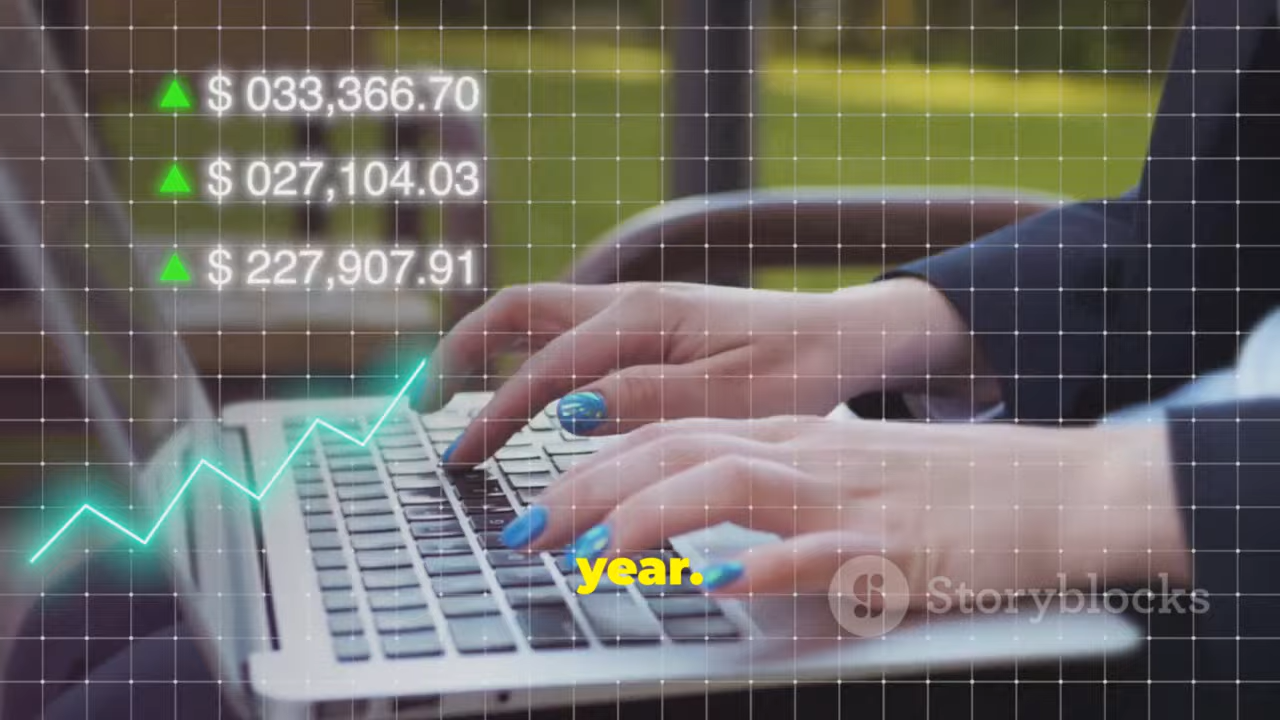 $ 033,366.70
$ 027,104.03
$ 227,907.91
year.
Storyblocks